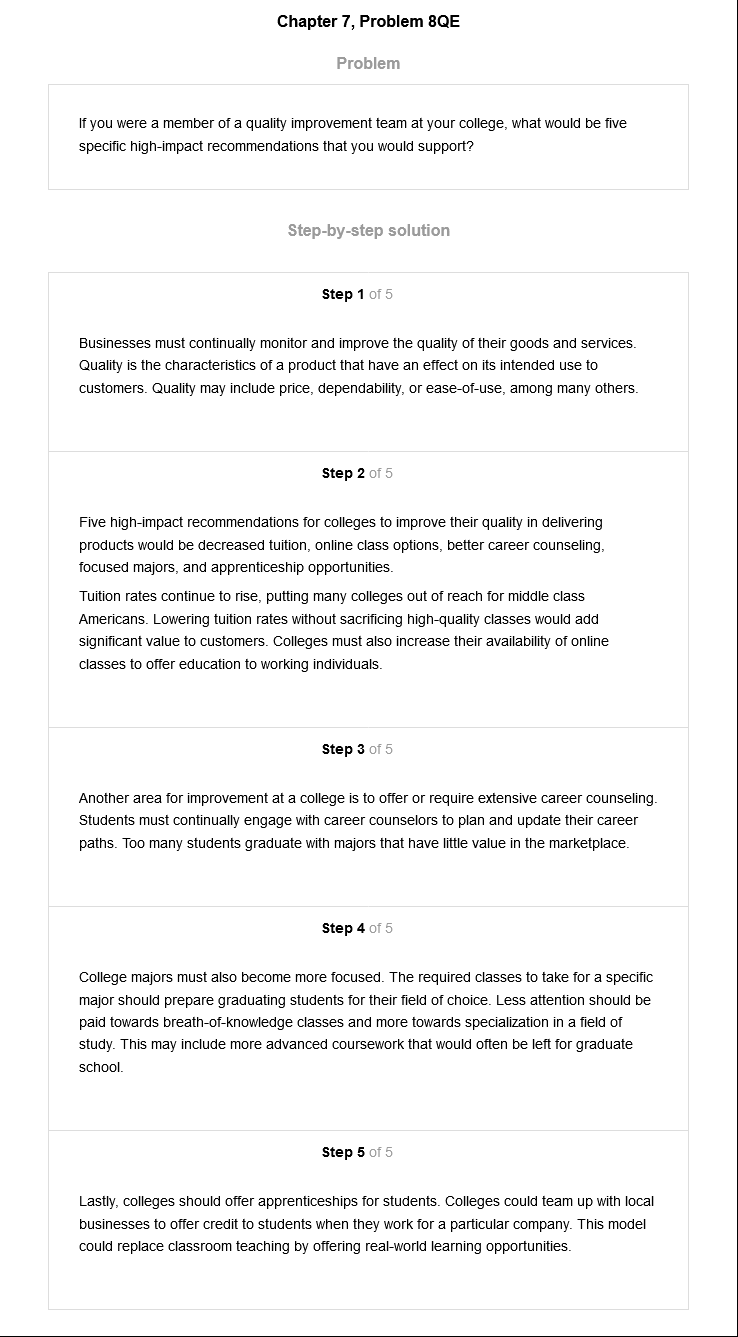 Chapter 7, Problem 8QE
Problem
If you were a member of a quality improvement team at your college, what would be five
specific high-impact recommendations that you would support?
Step-by-step solution
Step 1 of 5
Businesses must continually monitor and improve the quality of their goods and services.
Quality is the characteristics of a product that have an effect on its intended use to
customers. Quality may include price, dependability, or ease-of-use, among many others.
Step 2 of 5
Five high-impact recommendations for colleges to improve their quality in delivering
products would be decreased tuition, online class options, better career counseling,
focused majors, and apprenticeship opportunities.
Tuition rates continue to rise, putting many colleges out of reach for middle class
Americans. Lowering tuition rates without sacrificing high-quality classes would add
significant value to customers. Colleges must also increase their availability of online
classes to offer education to working individuals.
Step 3 of 5
Another area for improvement at a college is to offer or require extensive career counseling.
Students must continually engage with career counselors to plan and update their career
paths. Too many students graduate with majors that have little value in the marketplace.
Step 4 of 5
College majors must also become more focused. The required classes to take for a specific
major should prepare graduating students for their field of choice. Less attention should be
paid towards breath-of-knowledge classes and more towards specialization in a field of
study. This may include more advanced coursework that would often be left for graduate
school.
Step 5 of 5
Lastly, colleges should offer apprenticeships for students. Colleges could team up with local
businesses to offer credit to students when they work for a particular company. This model
could replace classroom teaching by offering real-world learning opportunities.